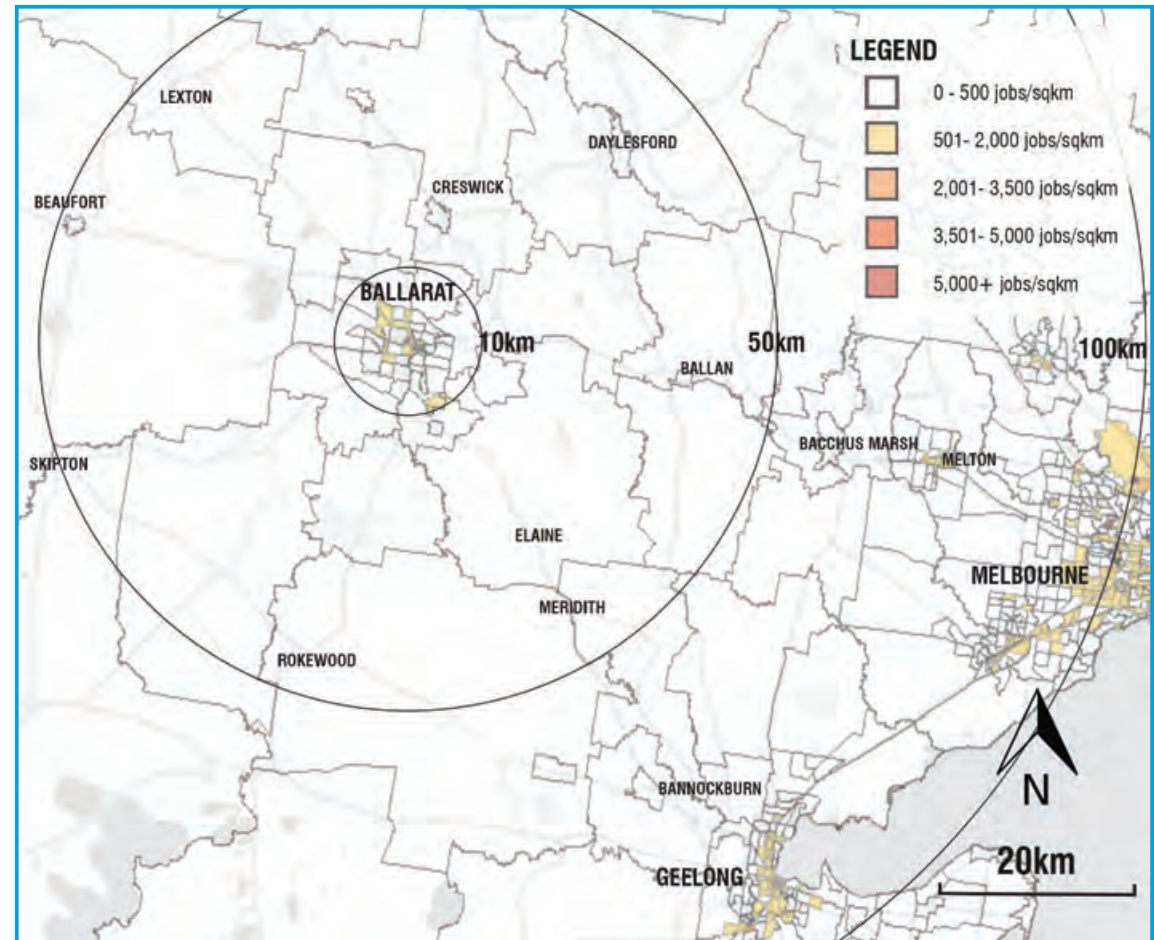 LEGEND
0 - 500 jobs/sqkm
501- 2,000 jobs/sqkm
2,001- 3,500 jobs/sqkm
3,501- 5,000 jobs/sqkm
5,000+ jobs/sqkm
LEXTON
DAYLESFORD
CRESWICK
BEAUFORT
BALLARAT
10km
50km
100km
BALLAN
BACCHUS MARSH
MELTON
SKIPTON
ELAINE
MELBOURNE
MERIDITH
ROKEWOOD
BANNOCKBURN
N
20km
GEELONG